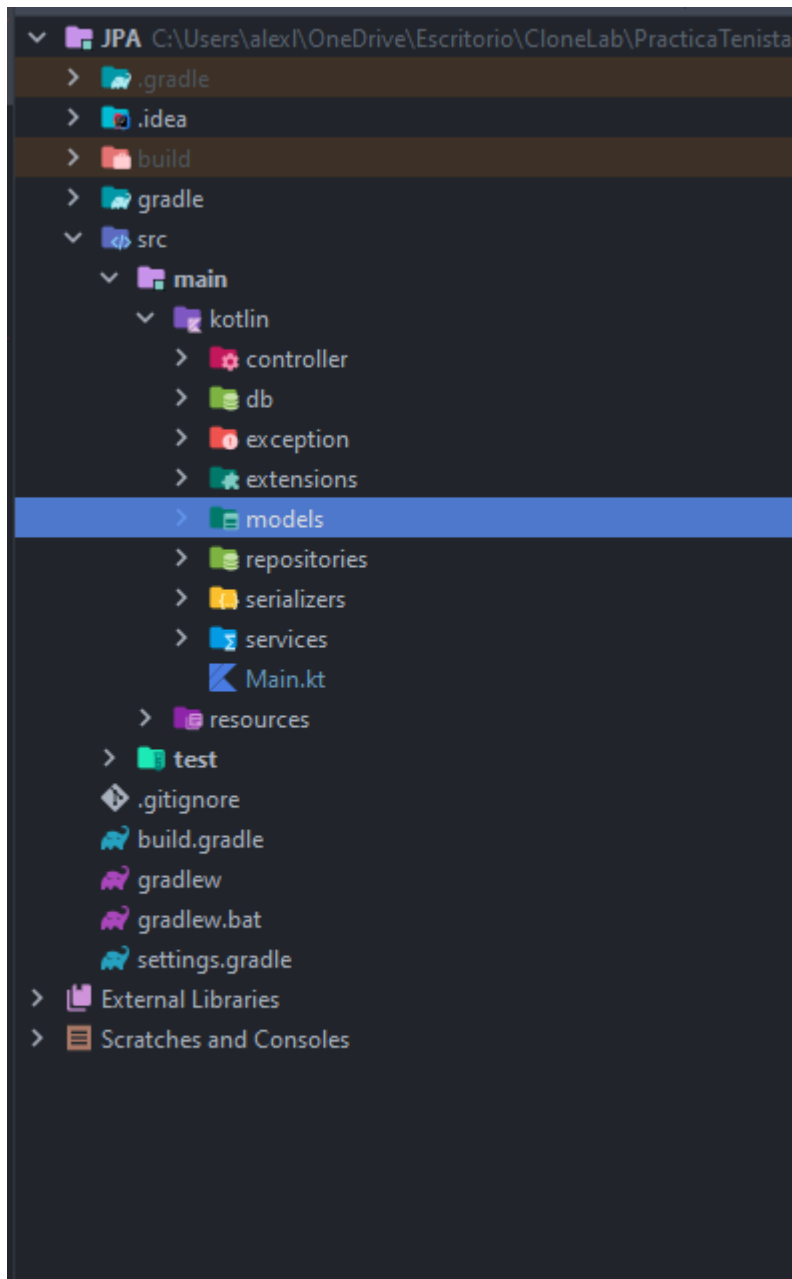 JPA C:\Users\alexl\OneDrive\Escritorio\CloneLab\PracticaTenista
.gradle
.idea
build
gradle
src
main
kotlin
controller
db
exception
extensions
models
repositories
serializers
services
Main.kt
resources
test
.gitignore
build.gradle
gradlew
gradlew.bat
settings.gradle
External Libraries
Scratches and Consoles